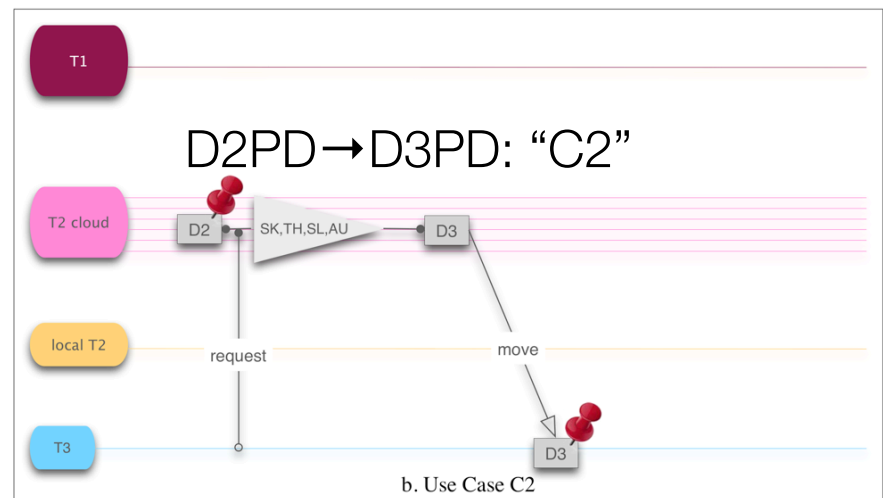 T1
D2PD→D3PD: “C2”
T2 cloud
D2
SK,TH,SL,AU
D3
local T2
request
move
T3
D3
b. Use Case C2